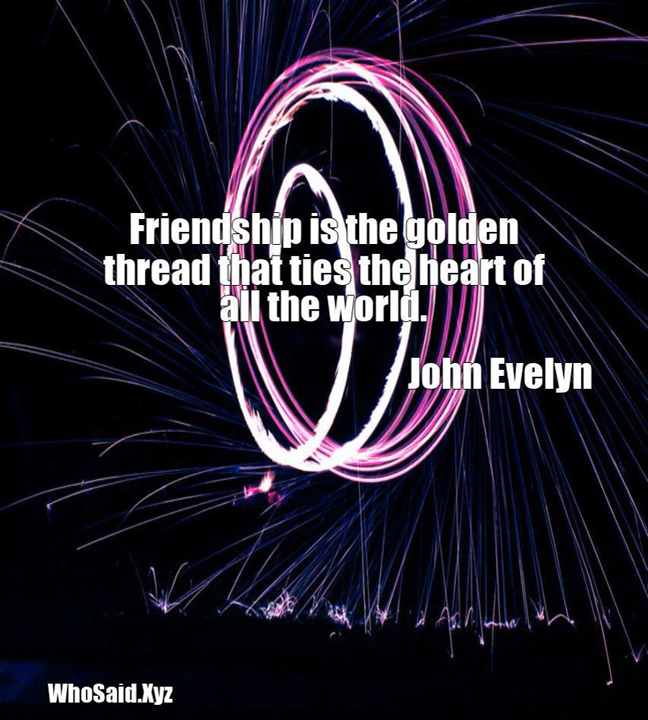 Friendship is the golden
thread that ties the heart of
all the world.
John Evelyn
WhoSaid.Xyz